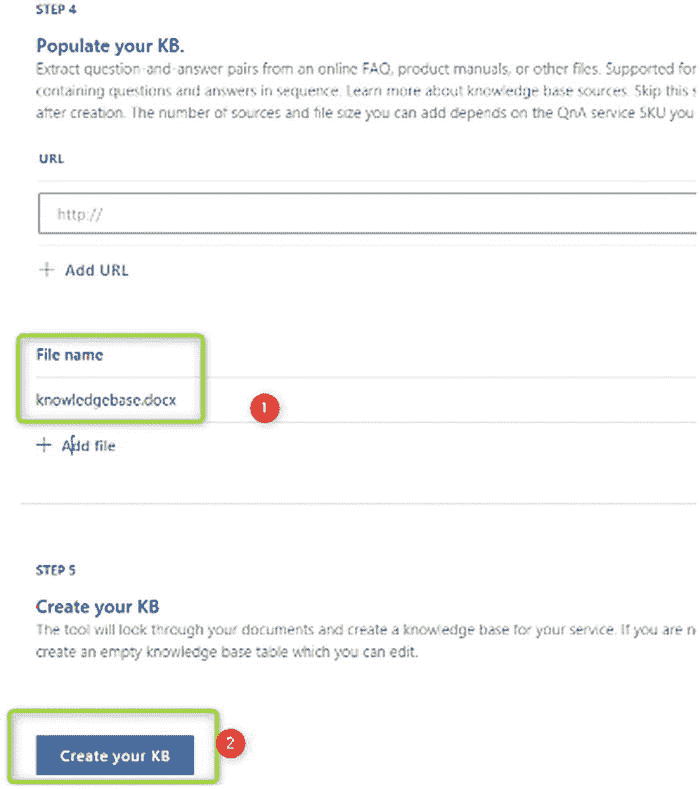 STEP 4
Populate your KB.
Extract question-and-answer pairs from an online FAQ, product manuals, or other files. Supported for
containing questions and answers in sequence. Learn more about knowledge base sources. Skip this s
after creation. The number of sources and file size you can add depends on the QnA service SKU you
URL
http://
+ Add URL
File name
knowledgebase.docx
1
+ Add file
STEP 5
Create your KB
The tool will look through your documents and create a knowledge base for your service. If you are n
create an empty knowledge base table which you can edit.
Create your KB
2